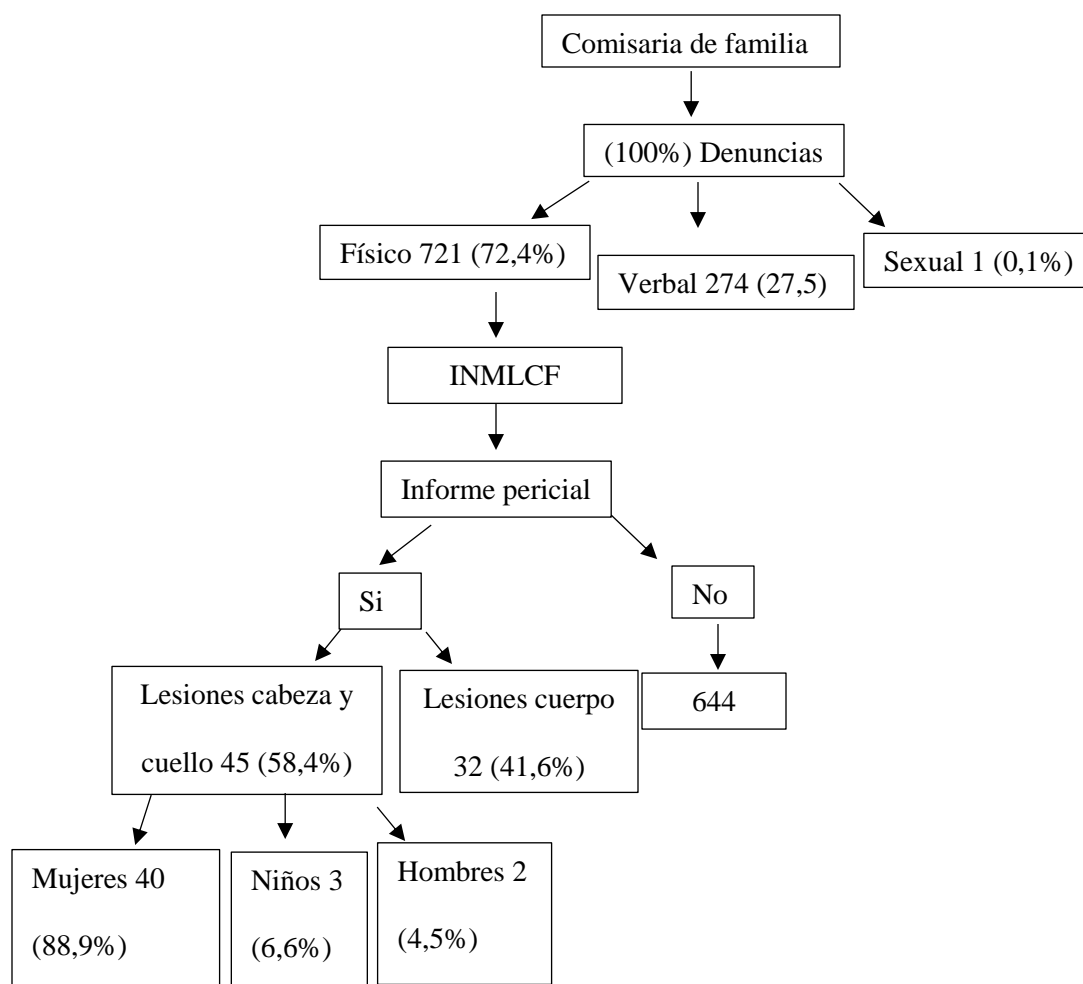 Comisaria de familia
(100%) Denuncias
Físico 721 (72,4%)
Verbal 274 (27,5)
Sexual 1 (0,1%)
INMLCF
Informe pericial
Si
No
Lesiones cabeza y
cuello 45 (58,4%)
Lesiones cuerpo
32 (41,6%)
644
Mujeres 40
(88,9%)
Niños 3
(6,6%)
Hombres 2
(4,5%)